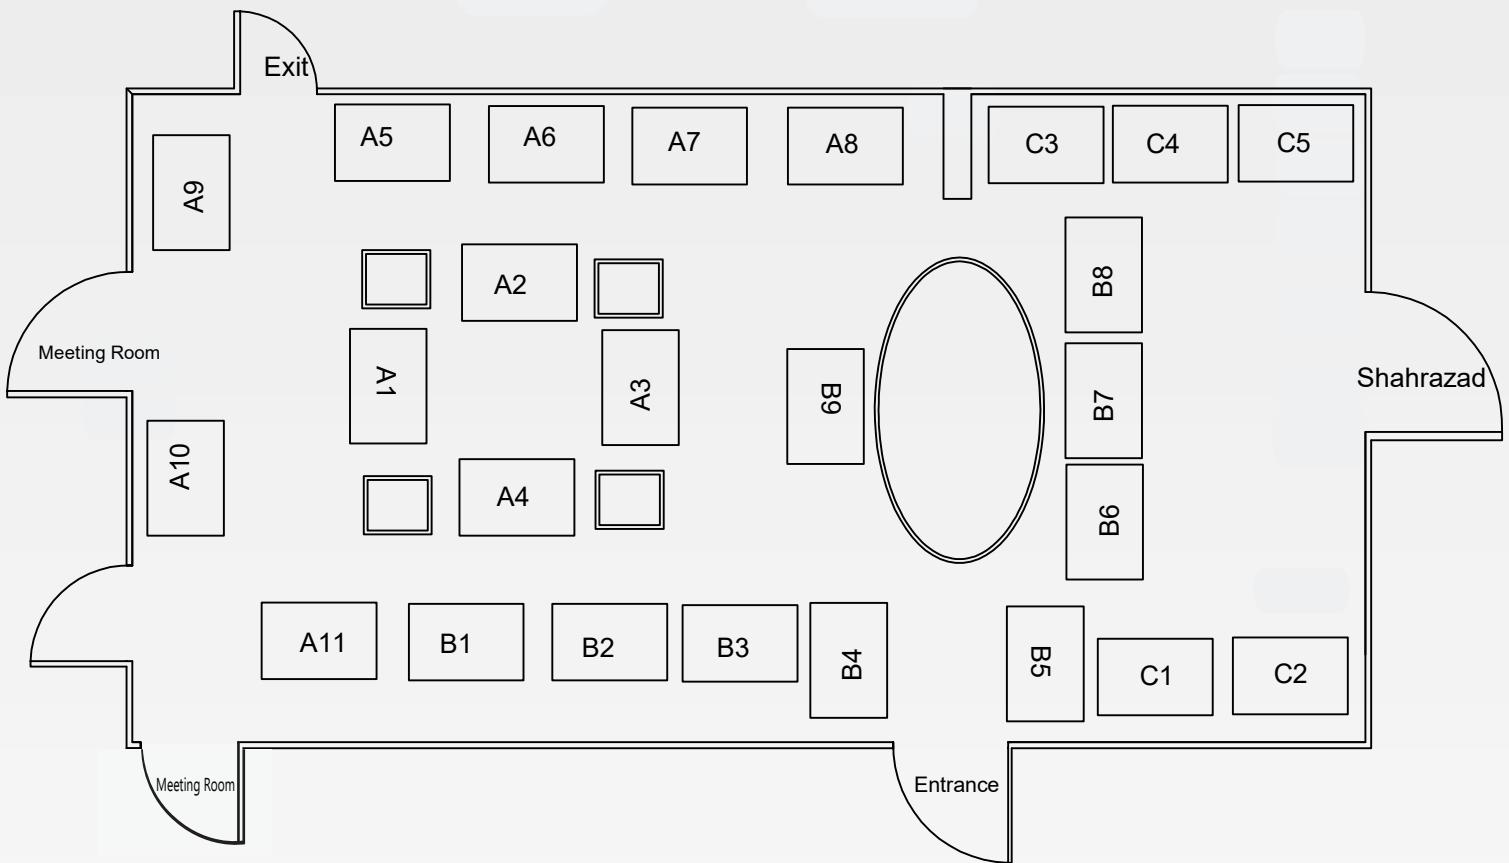 Exit
A5
A6
A7
A8
C3
C4
C5
A9
A2
B8
Meeting Room
A1
A3
B9
B7
Shahrazad
A10
A4
B6
A11
B1
B2
B3
B4
B5
C1
C2
Meeting Room
Entrance